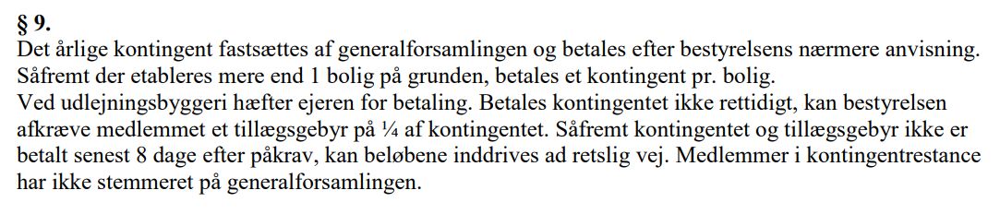 § 9.
Det årlige kontingent fastsættes af generalforsamlingen og betales efter bestyrelsens nærmere anvisning.
Såfremt der etableres mere end 1 bolig på grunden, betales et kontingent pr. bolig.
Ved udlejningsbyggeri hæfter ejeren for betaling. Betales kontingentet ikke rettidigt, kan bestyrelsen
afkræve medlemmet et tillægsgebyr på ¼ af kontingentet. Såfremt kontingentet og tillægsgebyr ikke er
betalt senest 8 dage efter påkrav, kan beløbene inddrives ad retslig vej. Medlemmer i kontingentrestance
har ikke stemmeret på generalforsamlingen.